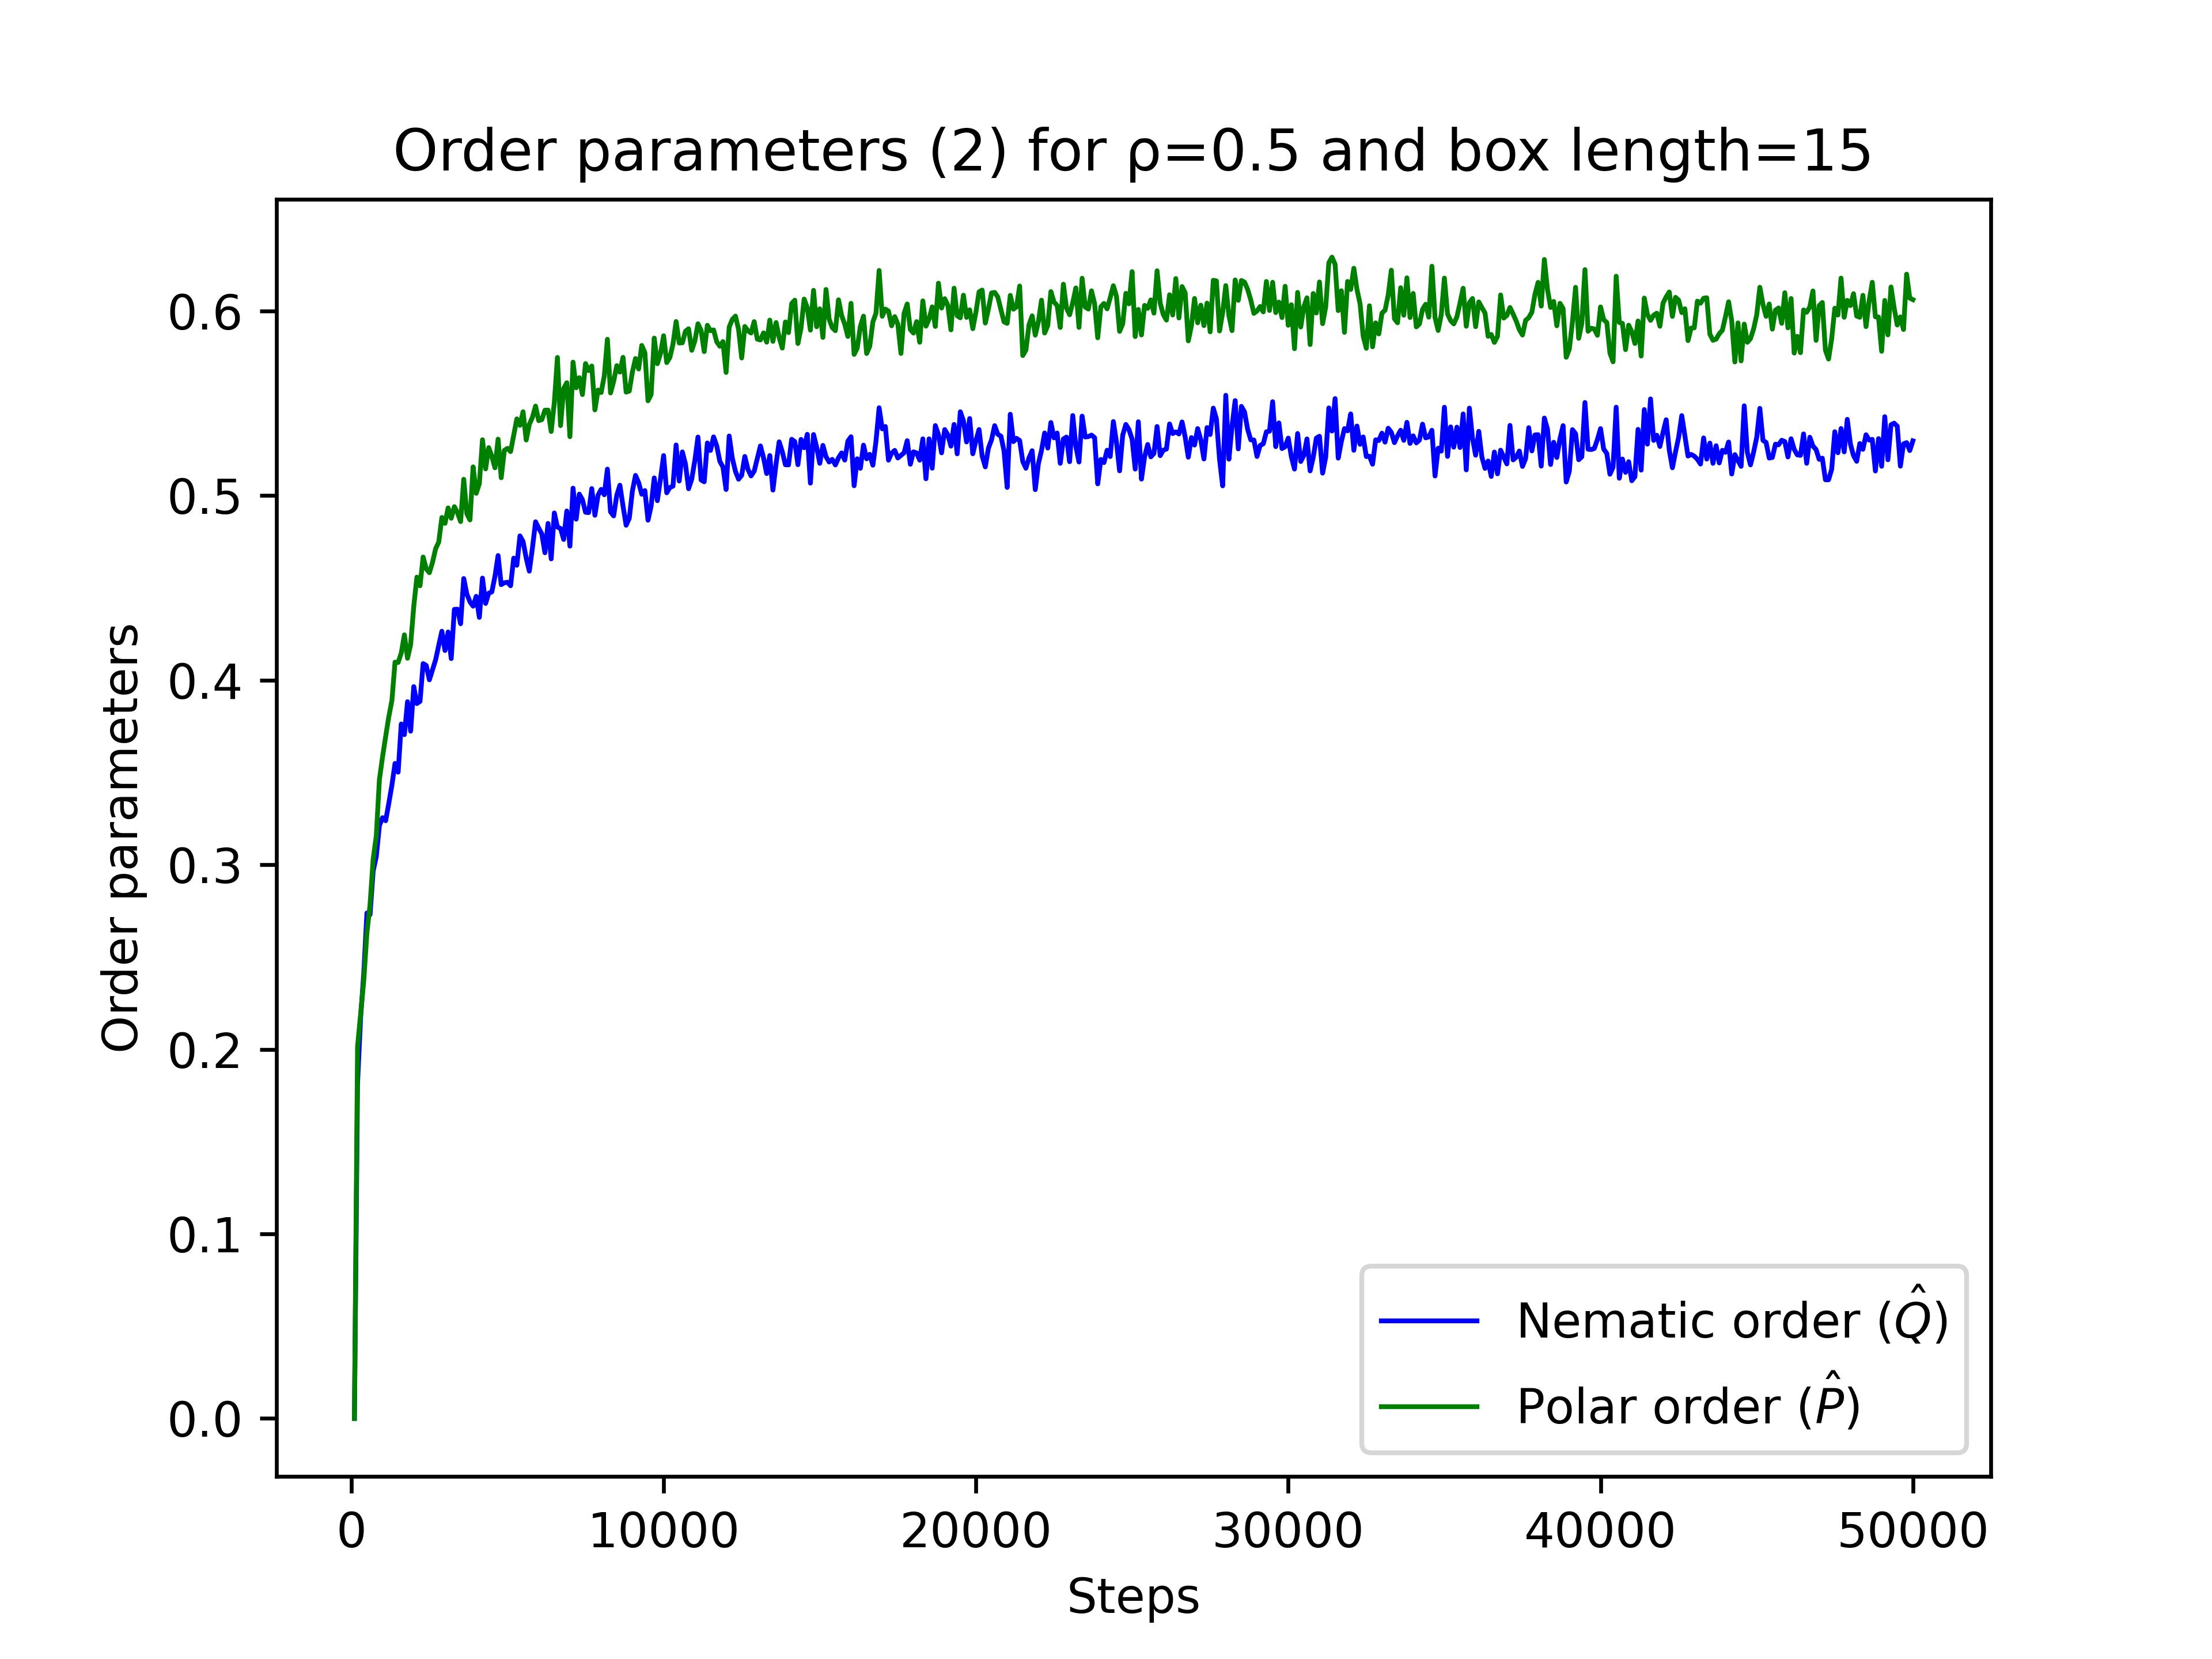 Order parameters (2) for ρ=0.5 and box length=15
Order parameters
0.6
0.5
0.4
0.3
0.2
0.1
0.0
Nematic order (Q̂)
Polar order (P̂)
0 10000 20000 30000 40000 50000
Steps